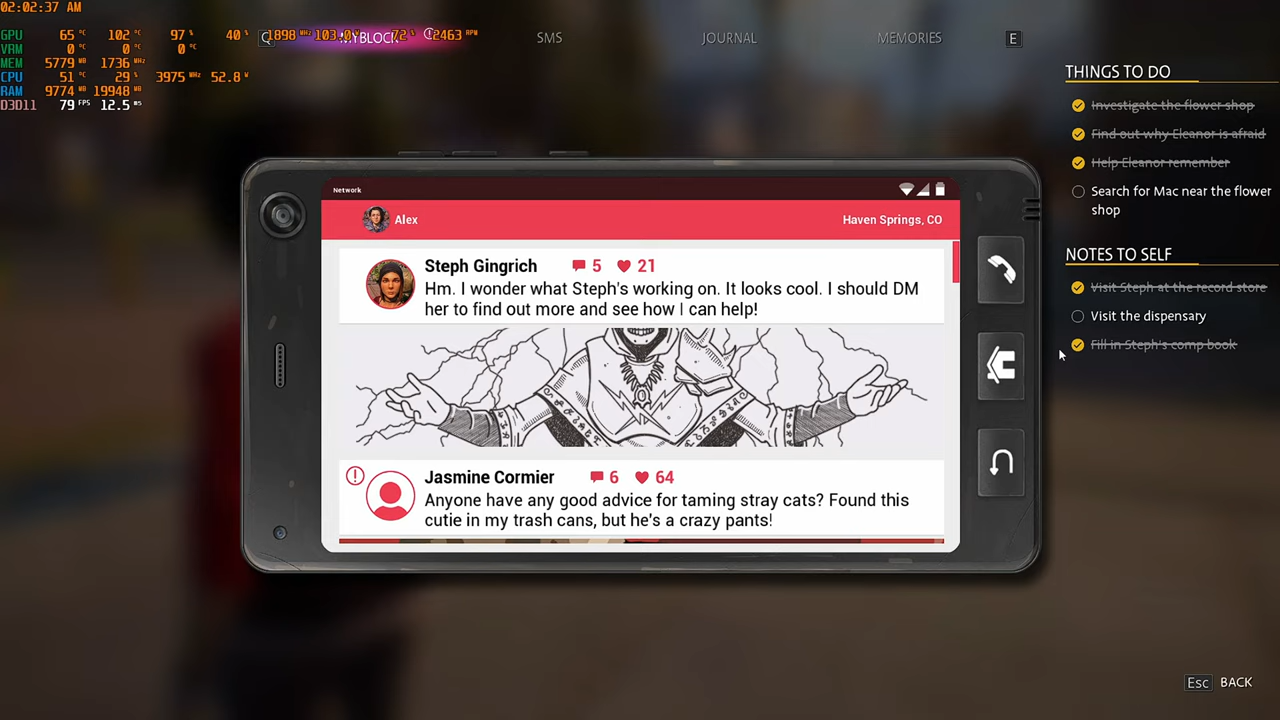 02:02:37 AM
GPU 65 °C 102 °C 97 % 40 % 1898 MHz 103.0 W 72 % 2463 RPM
VRM 0 °C 0 °C 0 °C
MEM 5779 MB 1736 MHz
CPU 51 °C 29 % 3975 MHz 52.8 W
RAM 9774 MB 19948 MB
D3D11 79 FPS 12.5 ms
Q MYBLOCK SMS JOURNAL MEMORIES E
THINGS TO DO
Investigate the flower shop
Find out why Eleanor is afraid
Help Eleanor remember
Search for Mac near the flower
shop
NOTES TO SELF
Visit Steph at the record store
Visit the dispensary
Fill in Steph's comp book
Network
Alex Haven Springs, CO
Steph Gingrich 5 21
Hm. I wonder what Steph's working on. It looks cool. I should DM
her to find out more and see how I can help!
Jasmine Cormier 6 64
Anyone have any good advice for taming stray cats? Found this
cutie in my trash cans, but he's a crazy pants!
Esc BACK